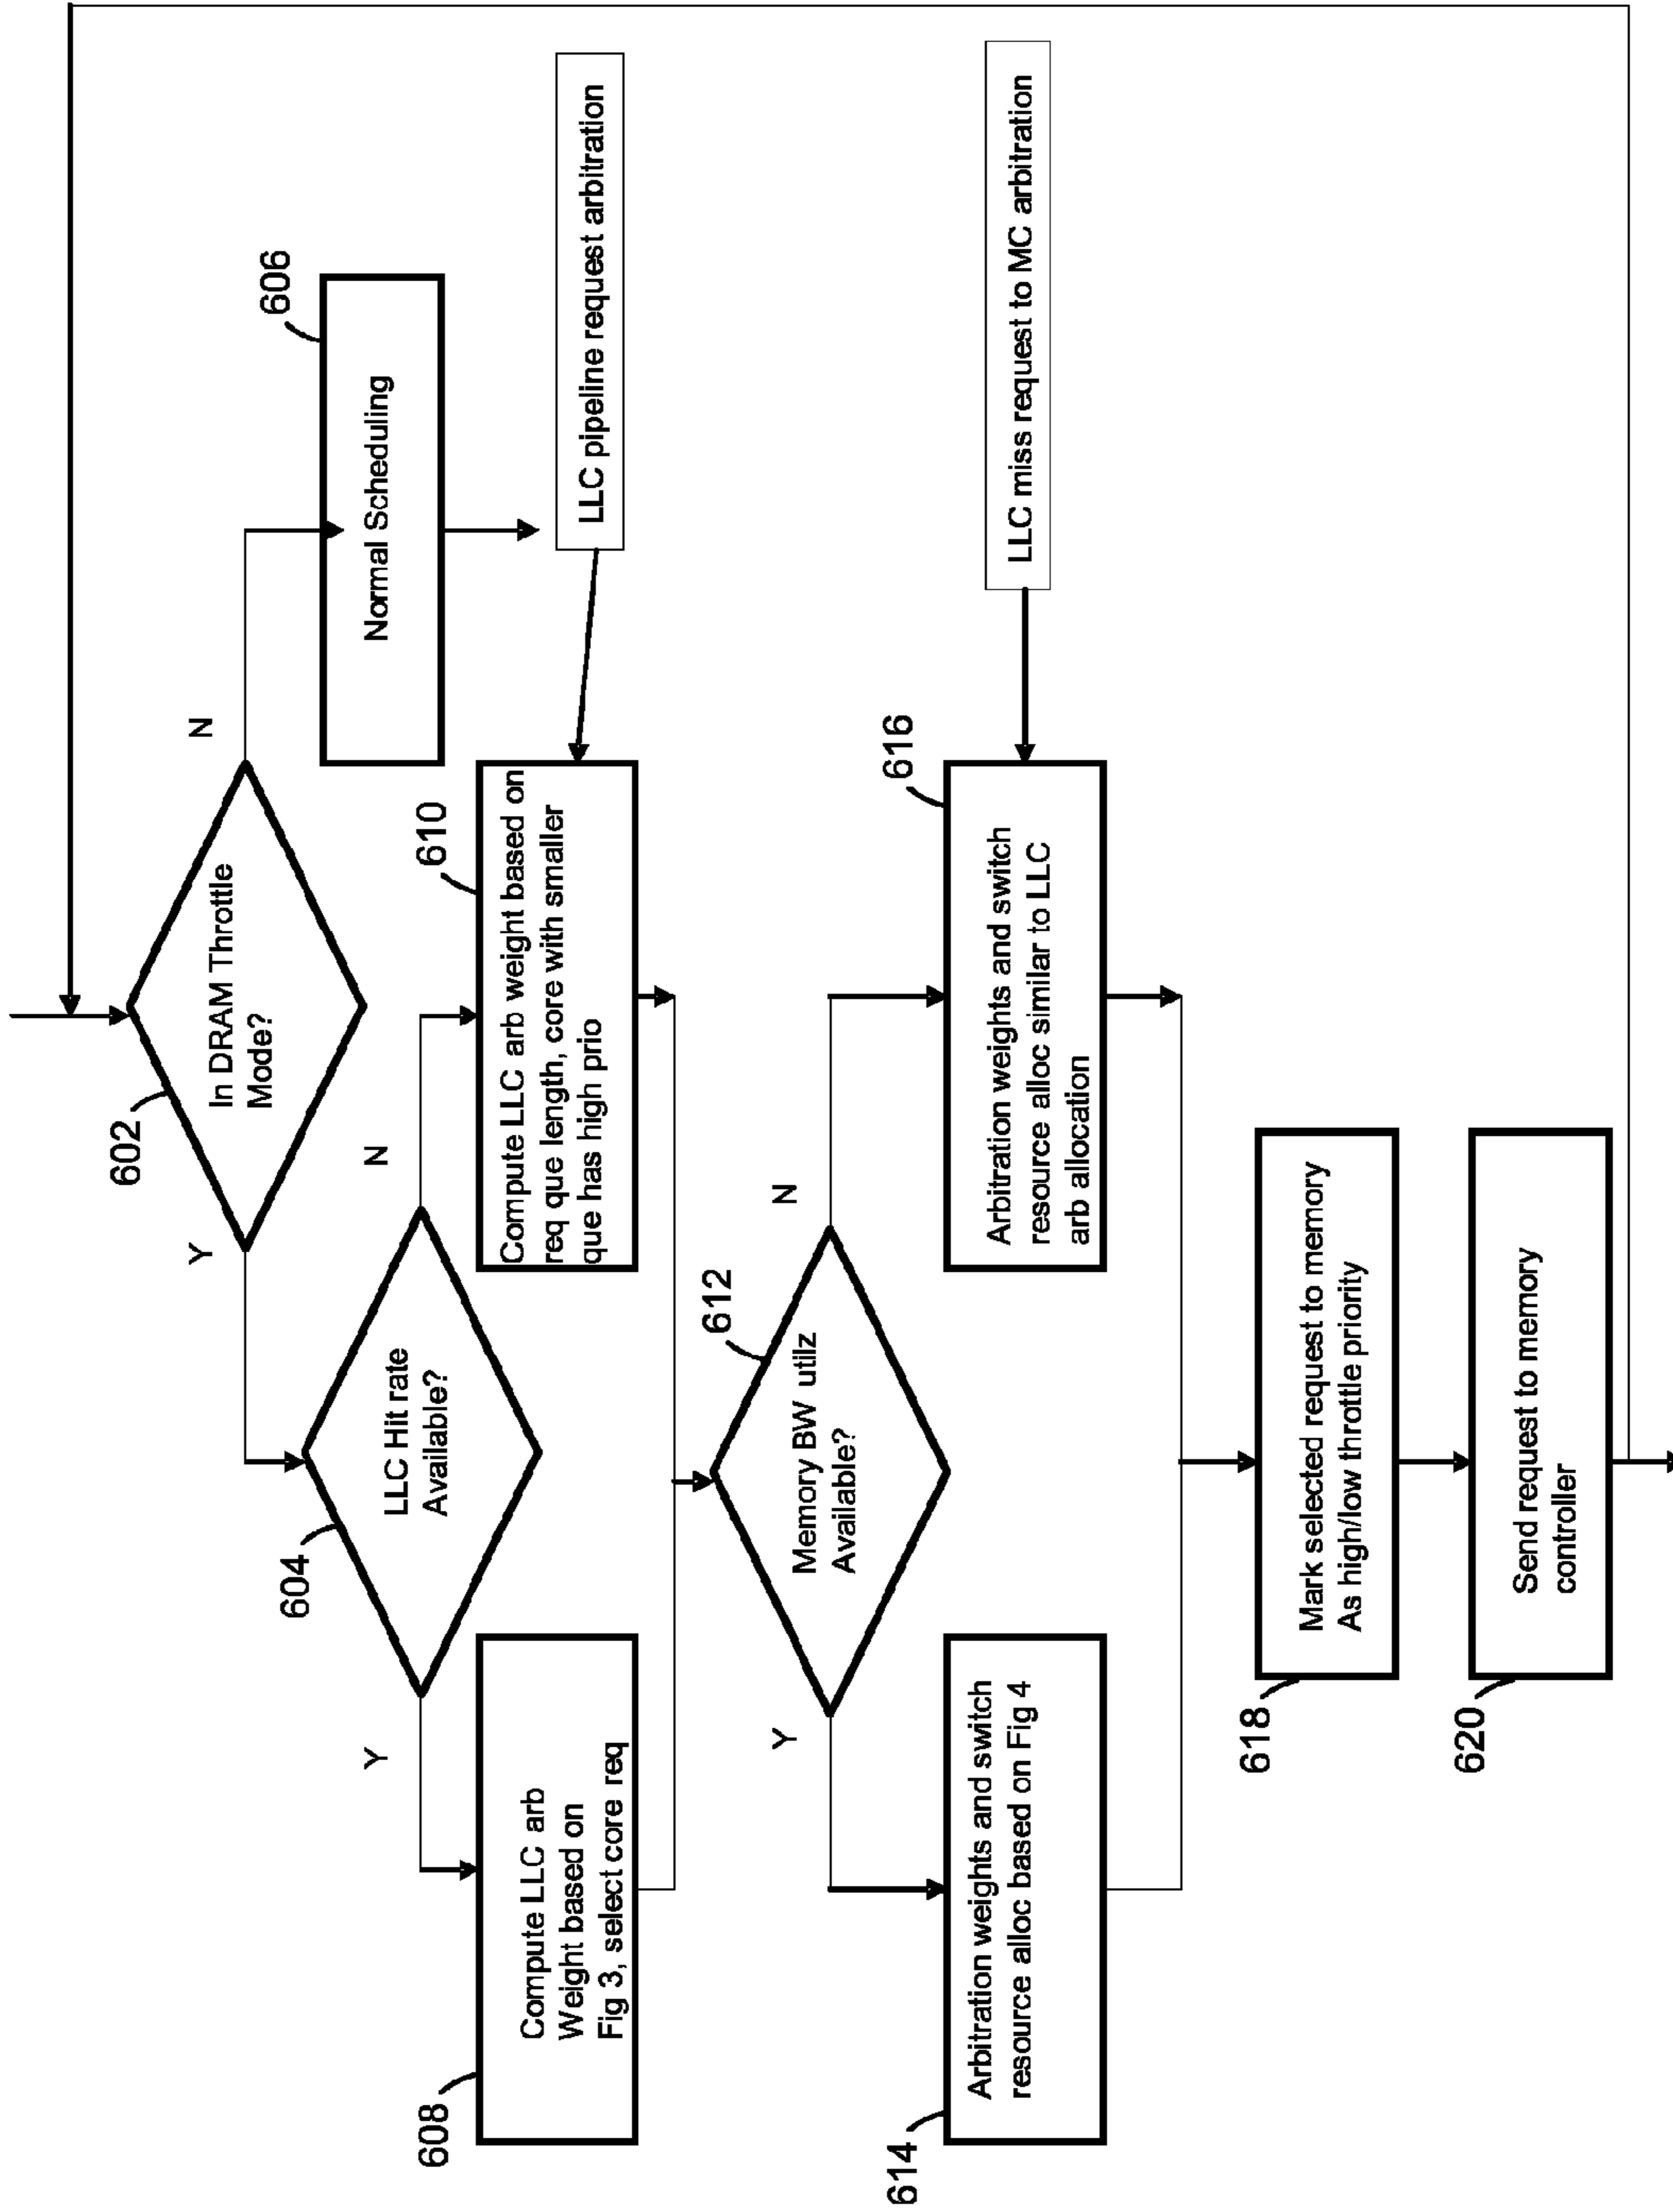 602
In DRAM Throttle
Mode?
Y
N
606
Normal Scheduling
604
LLC Hit rate
Available?
Y
N
608
Compute LLC arb
Weight based on
Fig 3, select core req
610
Compute LLC arb weight based on
req que length, core with smaller
que has high prio
LLC pipeline request arbitration
612
Memory BW utilz
Available?
Y
N
614
Arbitration weights and switch
resource alloc based on Fig 4
616
Arbitration weights and switch
resource alloc similar to LLC
arb allocation
LLC miss request to MC arbitration
618
Mark selected request to memory
As high/low throttle priority
620
Send request to memory
controller